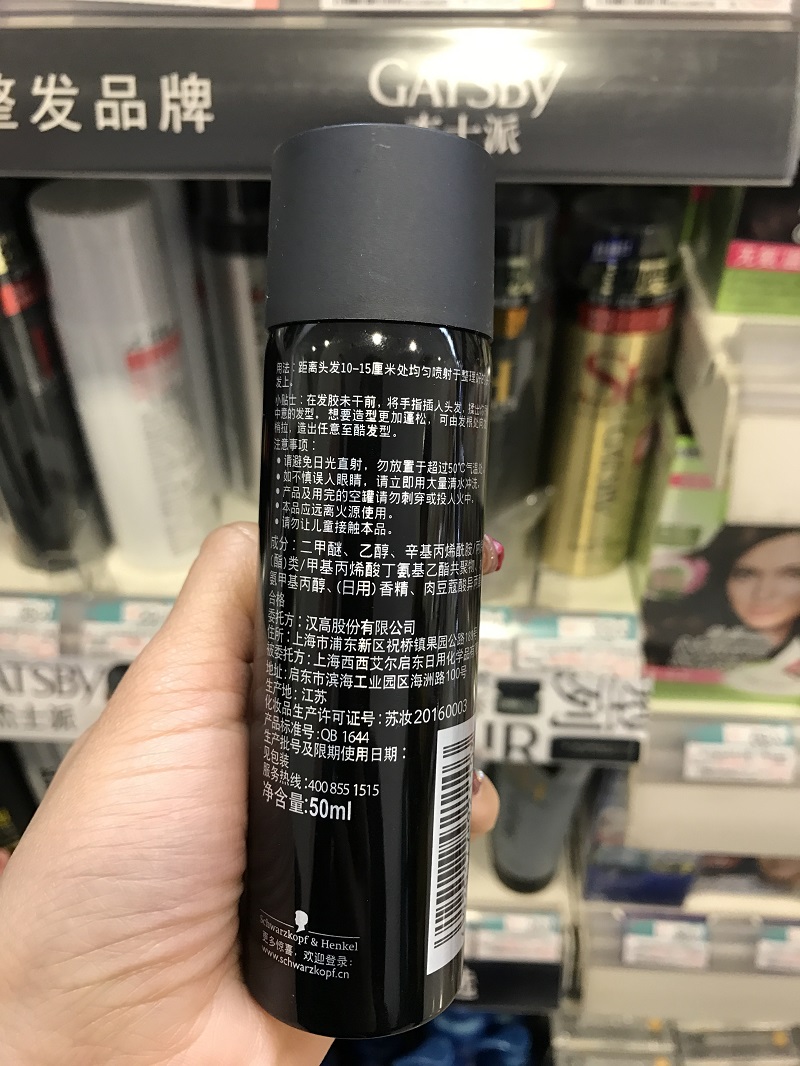 整发品牌
GATSBY
杰士派
用法：距离头发10-15厘米处均匀喷射于整理
发上。
小贴士：在发胶未干前，将手指插入头发，揉出
中意的发型。想要造型更加蓬松，可由发根处向
梢拉，造出任意至酷发型。
注意事项：
• 请避免日光直射，勿放置于超过50℃气温处
• 如不慎误入眼睛，请立即用大量清水冲洗。
• 产品及用完的空罐请勿刺穿或投入火中。
• 本品应远离火源使用。
• 请勿让儿童接触本品。
成分：二甲醚、乙醇、辛基丙烯酰胺/丙
(酯)类/甲基丙烯酸丁氨基乙酯共聚物、
氨甲基丙醇、(日用)香精、肉豆蔻酸异丙
合格
委托方：汉高股份有限公司
住所：上海市浦东新区祝桥镇果园公路
被委托方：上海西西艾尔启东日用化学品有
地址：启东市滨海工业园区海洲路100号
生产地：江苏
化妆品生产许可证号：苏妆20160003
产品标准号：QB 1644
生产批号及限期使用日期：
见包装
服务热线：400 855 1515
净含量:50ml
Schwarzkopf & Henkel
更多惊喜，欢迎登录：
www.schwarzkopf.cn
ATSBY
杰士派